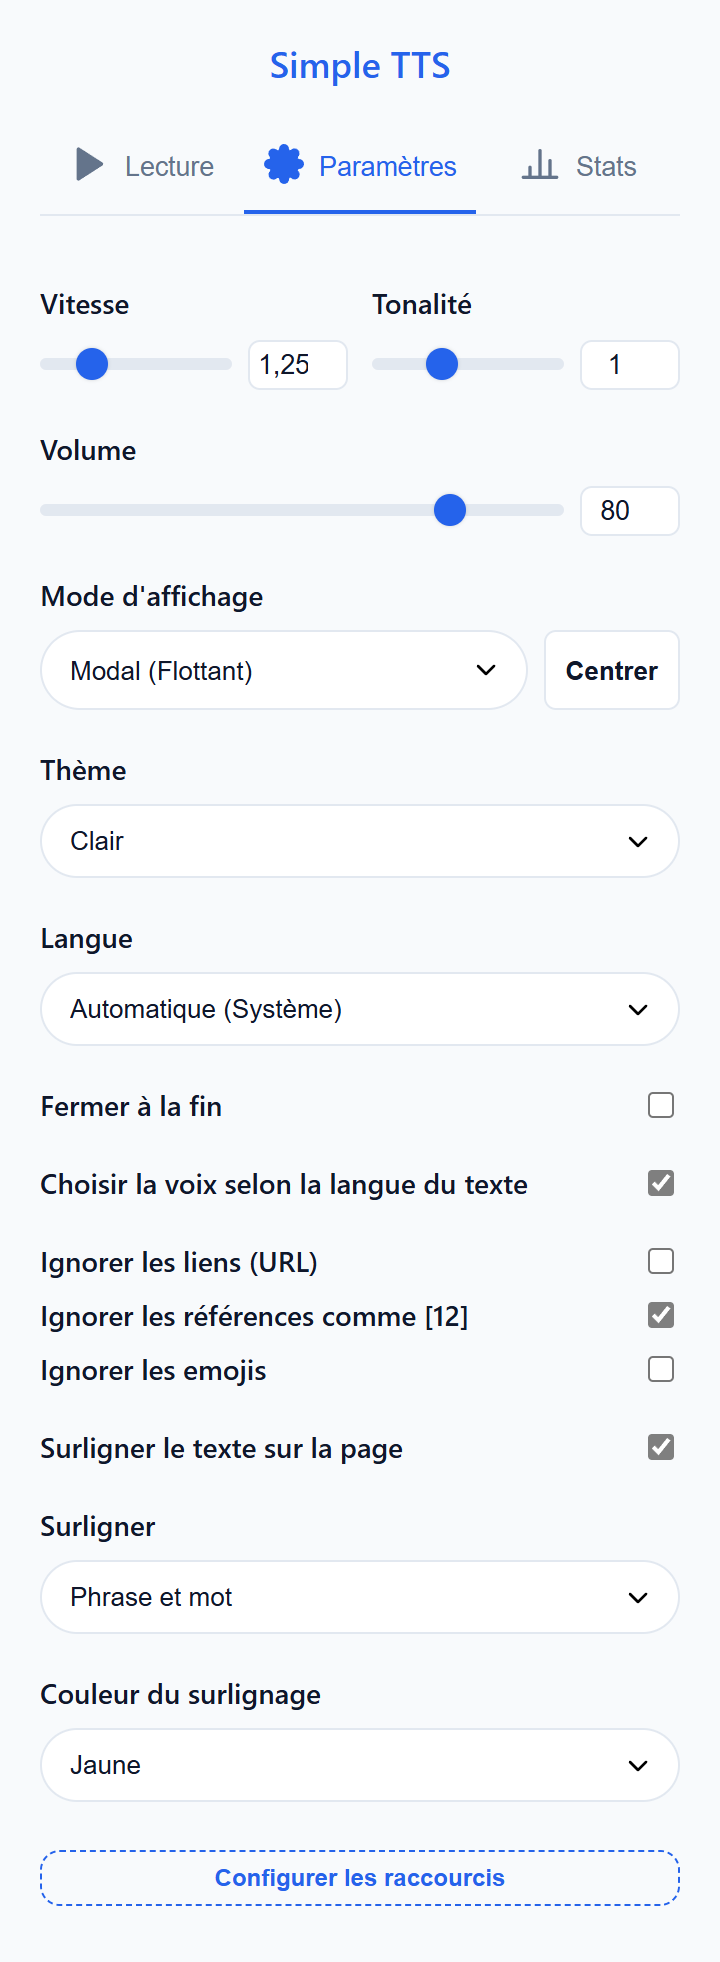 Simple TTS
Lecture
Paramètres
Stats
Vitesse
Tonalité
1,25
1
Volume
80
Mode d'affichage
Modal (Flottant)
Centrer
Thème
Clair
Langue
Automatique (Système)
Fermer à la fin
Choisir la voix selon la langue du texte
Ignorer les liens (URL)
Ignorer les références comme [12]
Ignorer les emojis
Surligner le texte sur la page
Surligner
Phrase et mot
Couleur du surlignage
Jaune
Configurer les raccourcis